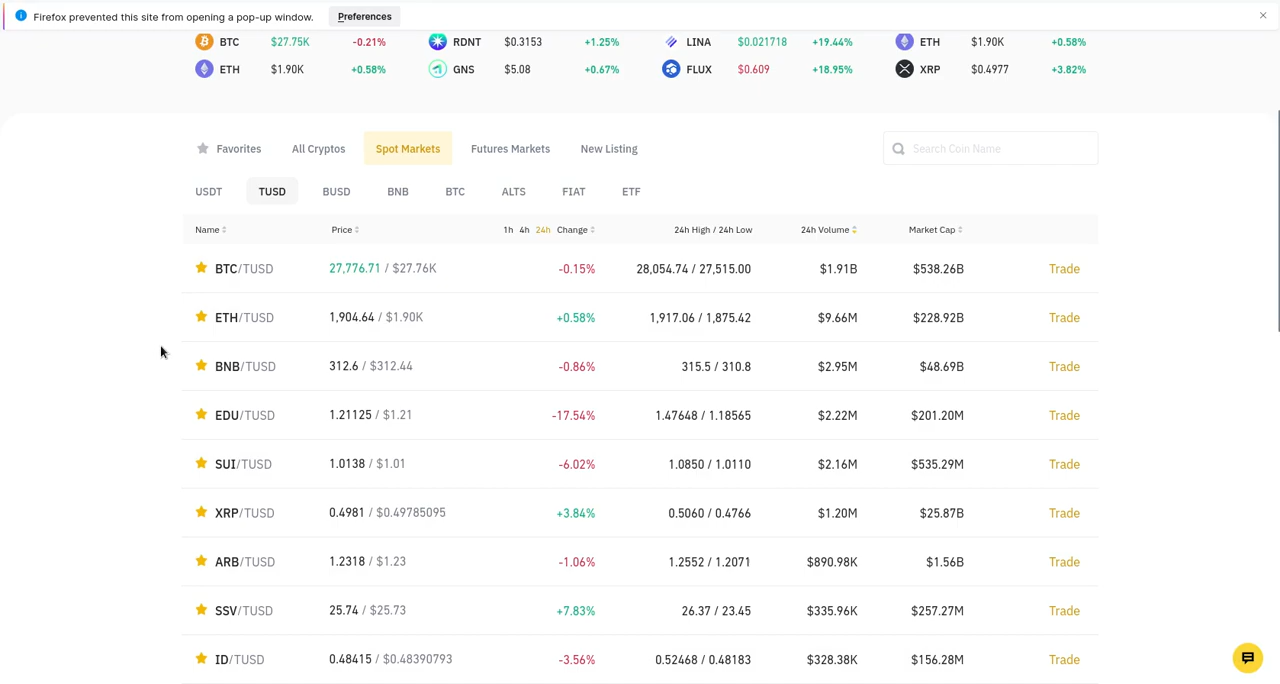 Firefox prevented this site from opening a pop-up window. Preferences
BTC $27.75K -0.21% RDNT $0.3153 +1.25% LINA $0.021718 +19.44% ETH $1.90K +0.58%
ETH $1.90K +0.58% GNS $5.08 +0.67% FLUX $0.609 +18.95% XRP $0.4977 +3.82%
Favorites All Cryptos Spot Markets Futures Markets New Listing Search Coin Name
USDT TUSD BUSD BNB BTC ALTS FIAT ETF
Name Price 1h 4h 24h Change 24h High / 24h Low 24h Volume Market Cap
BTC/TUSD 27,776.71 / $27.76K -0.15% 28,054.74 / 27,515.00 $1.91B $538.26B Trade
ETH/TUSD 1,904.64 / $1.90K +0.58% 1,917.06 / 1,875.42 $9.66M $228.92B Trade
BNB/TUSD 312.6 / $312.44 -0.86% 315.5 / 310.8 $2.95M $48.69B Trade
EDU/TUSD 1.21125 / $1.21 -17.54% 1.47648 / 1.18565 $2.22M $201.20M Trade
SUI/TUSD 1.0138 / $1.01 -6.02% 1.0850 / 1.0110 $2.16M $535.29M Trade
XRP/TUSD 0.4981 / $0.49785095 +3.84% 0.5060 / 0.4766 $1.20M $25.87B Trade
ARB/TUSD 1.2318 / $1.23 -1.06% 1.2552 / 1.2071 $890.98K $1.56B Trade
SSV/TUSD 25.74 / $25.73 +7.83% 26.37 / 23.45 $335.96K $257.27M Trade
ID/TUSD 0.48415 / $0.48390793 -3.56% 0.52468 / 0.48183 $328.38K $156.28M Trade